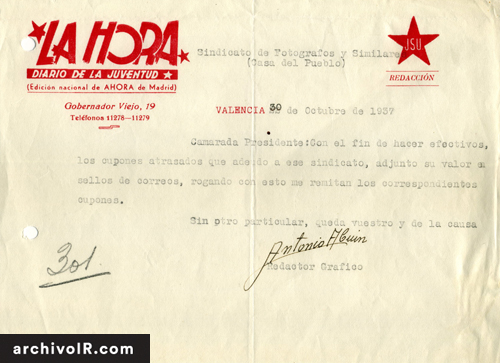 LA HORA
DIARIO DE LA JUVENTUD
(Edición nacional de AHORA de Madrid)
Gobernador Viejo, 19
Teléfonos 11278—11279
Sindicato de Fotografos y Similares
(Casa del Pueblo)
JSU
REDACCIÓN
VALENCIA 30 de Octubre de 1937
Camarada Presidente: Son el fin de hacer efectivos,
los cupones atrasados que adeudo a ese sindicato, adjunto su valor en
sellos de correos, rogando con esto me remitan los correspondientes
cupones.
Sin otro particular, queda vuestro y de la causa
Antonio
Redactor Grafico
301.
archivoIR.com